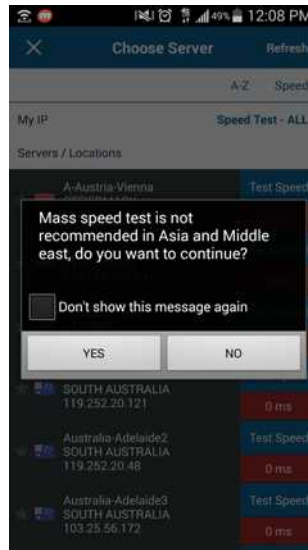 49% 12:08 PM
Choose Server Refresh
A-Z Speed
My IP Speed Test - ALL
Servers / Locations
A-Austria-Vienna Test Speed
Mass speed test is not
recommended in Asia and Middle
east, do you want to continue?
Don't show this message again
YES NO
SOUTH AUSTRALIA
119.252.20.121 0 ms
Australia-Adelaide2 Test Speed
SOUTH AUSTRALIA
119.252.20.48 0 ms
Australia-Adelaide3 Test Speed
SOUTH AUSTRALIA
103.25.56.172 0 ms